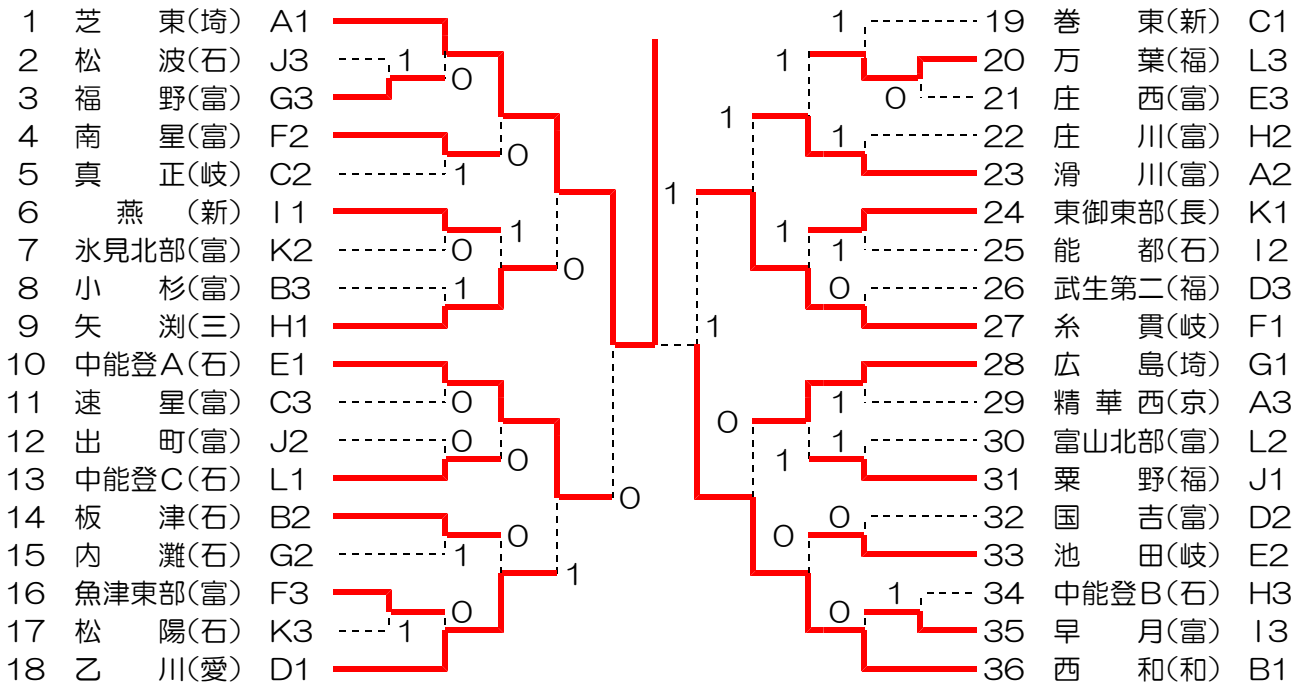 1 芝 東(埼) A1
2 松 波(石) J3
3 福 野(富) G3
4 南 星(富) F2
5 真 正(岐) C2
6 燕 (新) I1
7 氷見北部(富) K2
8 小 杉(富) B3
9 矢 渕(三) H1
10 中能登A(石) E1
11 速 星(富) C3
12 出 町(富) J2
13 中能登C(石) L1
14 板 津(石) B2
15 内 灘(石) G2
16 魚津東部(富) F3
17 松 陽(石) K3
18 乙 川(愛) D1
1
0
0
1
1
0
1
0
0
0
0
0
1
0
1
1
0
1
0
1
1
1
1
0
1
1
1
0
1
0
1
1
0
0
1
0
19 巻 東(新) C1
20 万 葉(福) L3
21 庄 西(富) E3
22 庄 川(富) H2
23 滑 川(富) A2
24 東御東部(長) K1
25 能 都(石) I2
26 武生第二(福) D3
27 糸 貫(岐) F1
28 広 島(埼) G1
29 精 華 西(京) A3
30 富山北部(富) L2
31 粟 野(福) J1
32 国 吉(富) D2
33 池 田(岐) E2
34 中能登B(石) H3
35 早 月(富) I3
36 西 和(和) B1